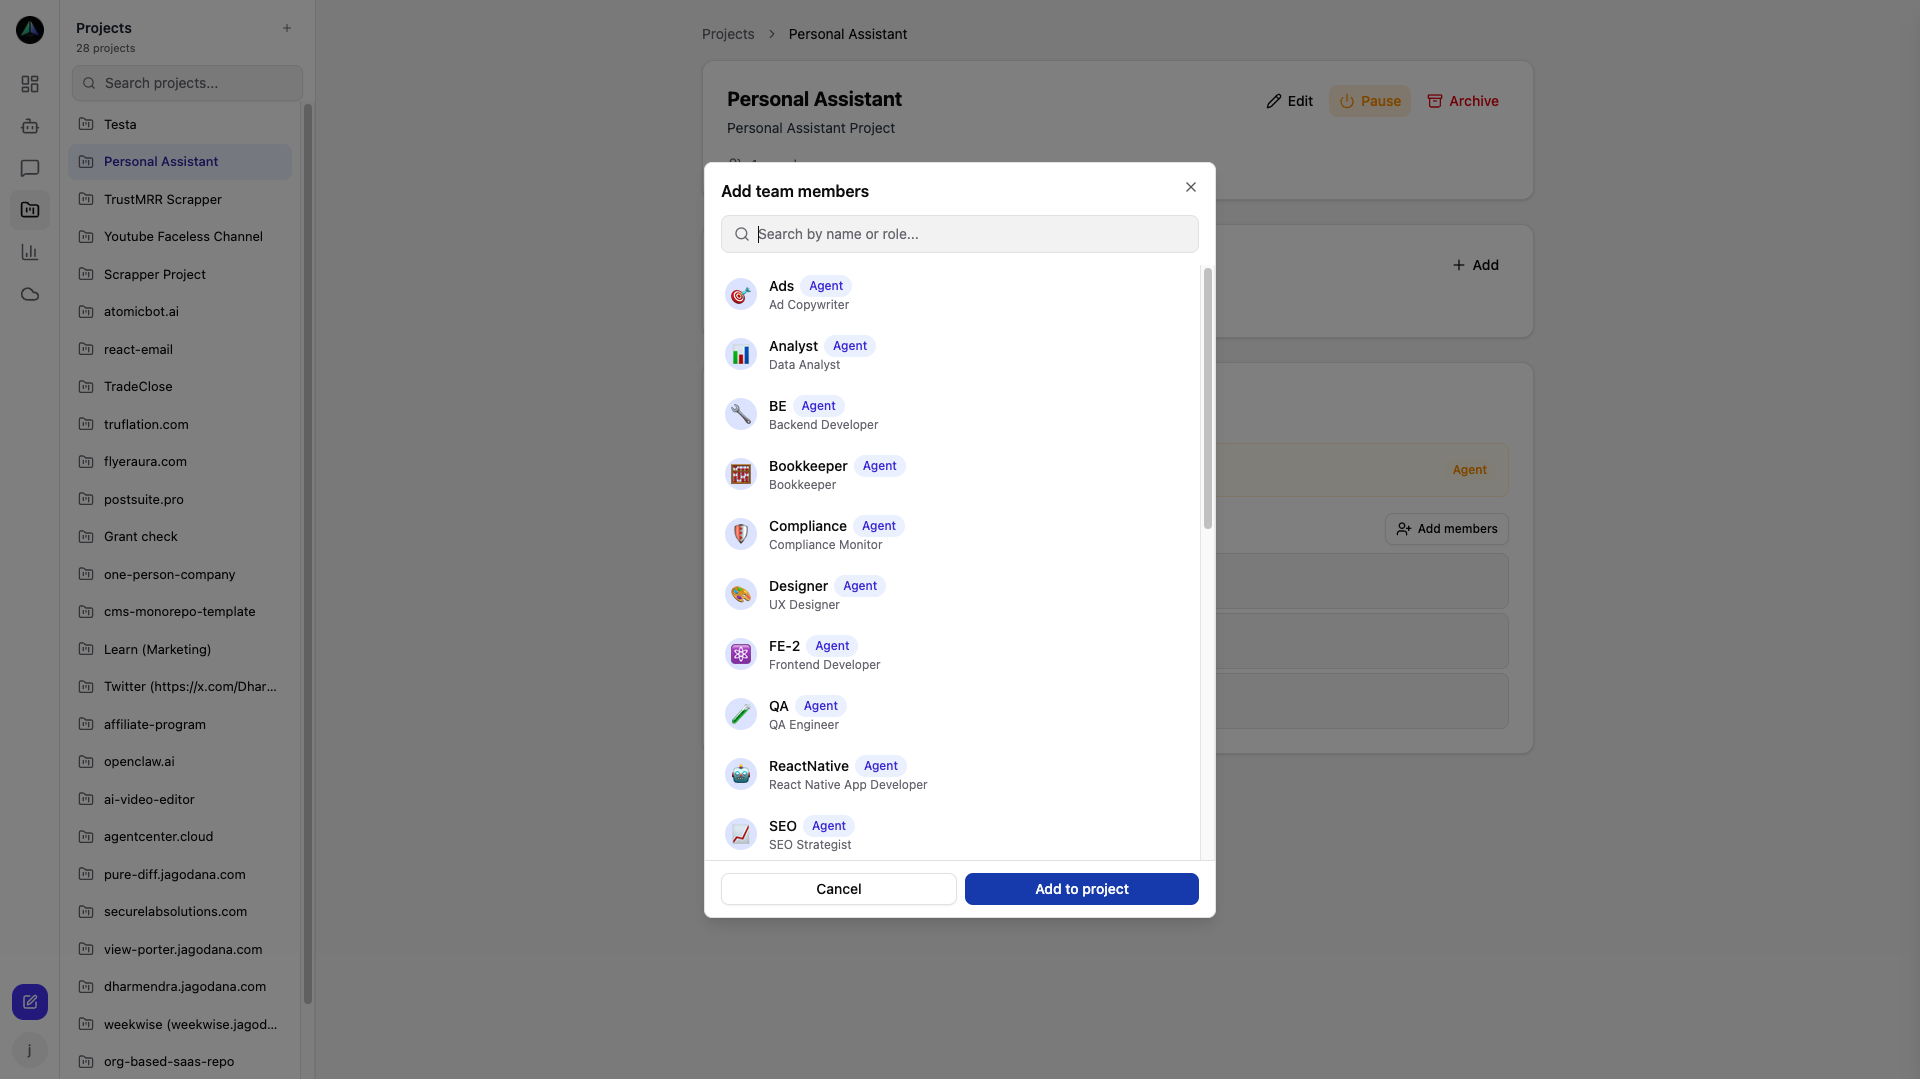 Projects
28 projects
Search projects...
Testa
Personal Assistant
TrustMRR Scrapper
Youtube Faceless Channel
Scrapper Project
atomicbot.ai
react-email
TradeClose
truflation.com
flyeraura.com
postsuite.pro
Grant check
one-person-company
cms-monorepo-template
Learn (Marketing)
Twitter (https://x.com/Dhar...
affiliate-program
openclaw.ai
ai-video-editor
agentcenter.cloud
pure-diff.jagodana.com
securelabsolutions.com
view-porter.jagodana.com
dharmendra.jagodana.com
weekwise (weekwise.jagod...
org-based-saas-repo
j
Projects > Personal Assistant
Personal Assistant
Personal Assistant Project
Edit
Pause
Archive
Add
Agent
Add members
Add team members
Search by name or role...
Ads Agent
Ad Copywriter
Analyst Agent
Data Analyst
BE Agent
Backend Developer
Bookkeeper Agent
Bookkeeper
Compliance Agent
Compliance Monitor
Designer Agent
UX Designer
FE-2 Agent
Frontend Developer
QA Agent
QA Engineer
ReactNative Agent
React Native App Developer
SEO Agent
SEO Strategist
Cancel
Add to project